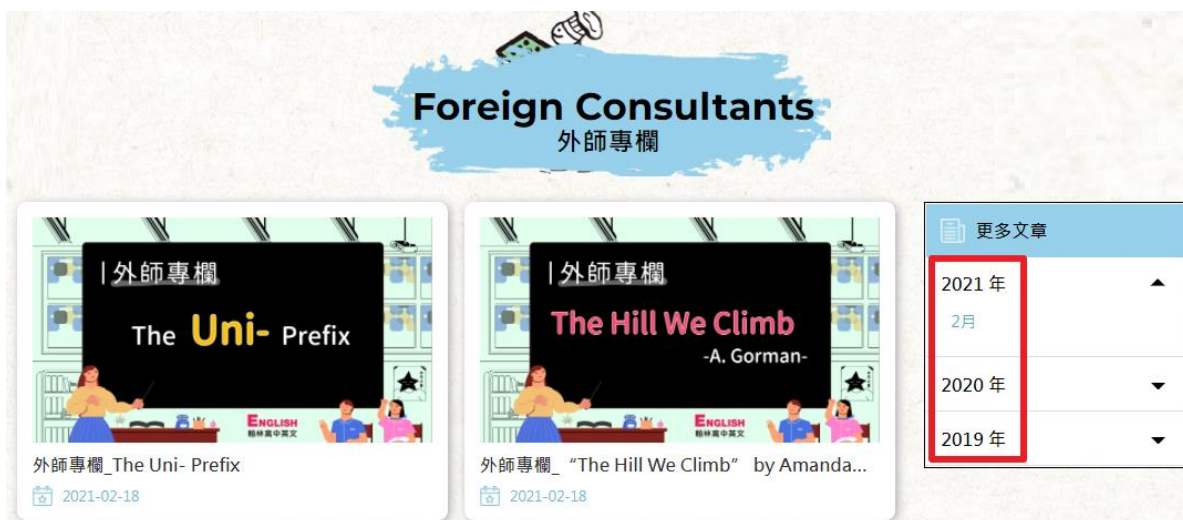 Foreign Consultants
外師專欄
|外師專欄
The Uni- Prefix
ENGLISH
翰林高中英文
外師專欄_The Uni- Prefix
2021-02-18
|外師專欄
The Hill We Climb
-A. Gorman-
ENGLISH
翰林高中英文
外師專欄_ “The Hill We Climb” by Amanda...
2021-02-18
更多文章
2021 年
2月
2020 年
2019 年